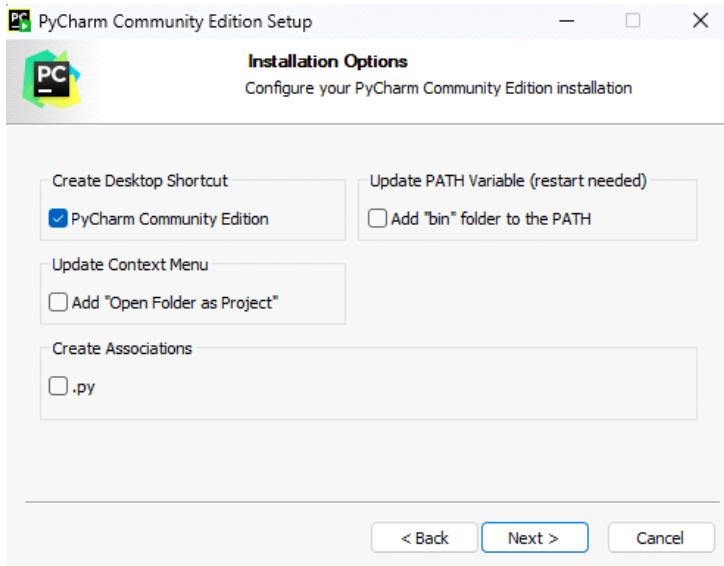 PC PyCharm Community Edition Setup
PC
Installation Options
Configure your PyCharm Community Edition installation
Create Desktop Shortcut
PyCharm Community Edition
Update PATH Variable (restart needed)
Add "bin" folder to the PATH
Update Context Menu
Add "Open Folder as Project"
Create Associations
.py
< Back
Next >
Cancel